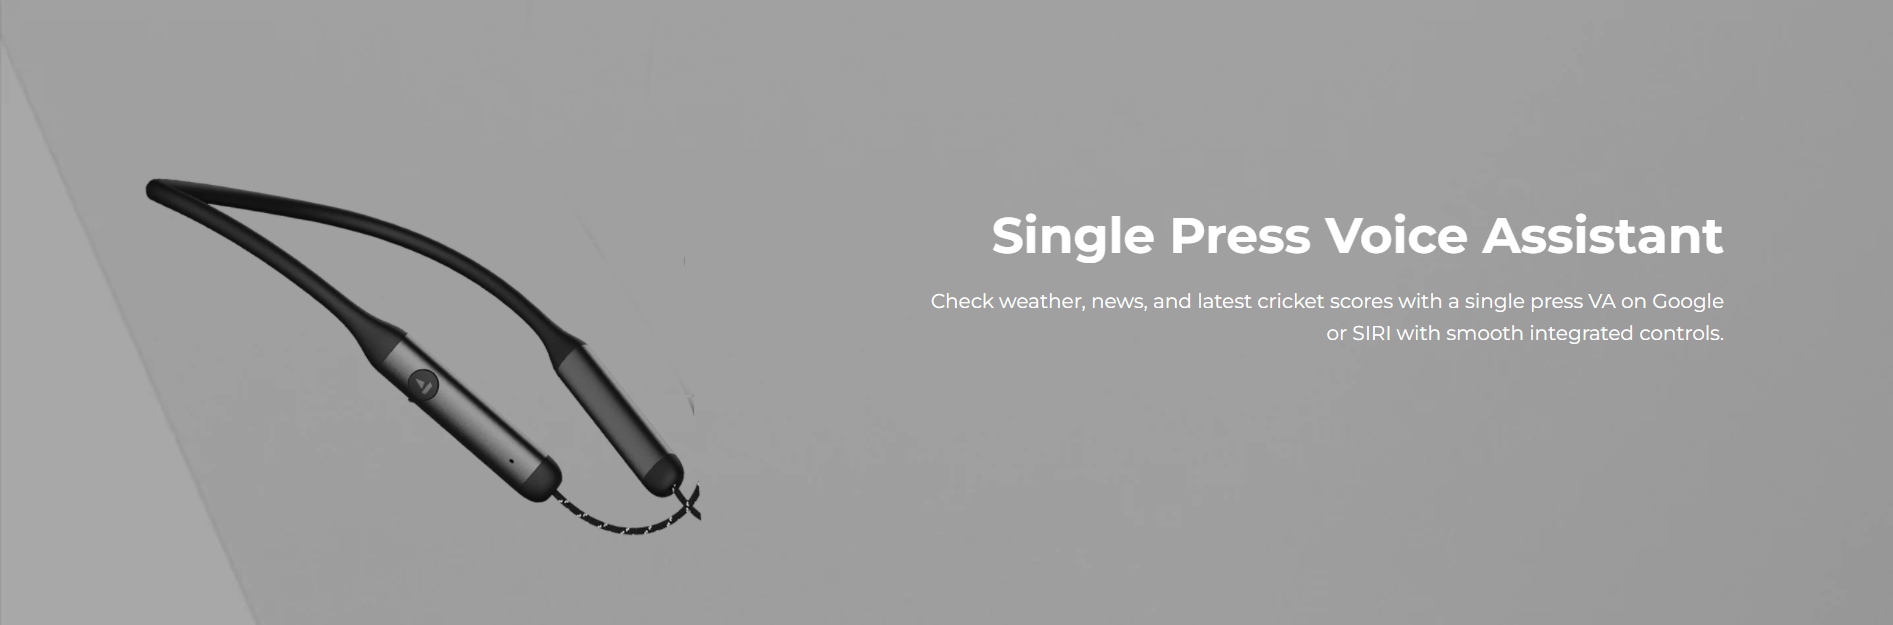 Single Press Voice Assistant
Check weather, news, and latest cricket scores with a single press VA on Google
or SIRI with smooth integrated controls.